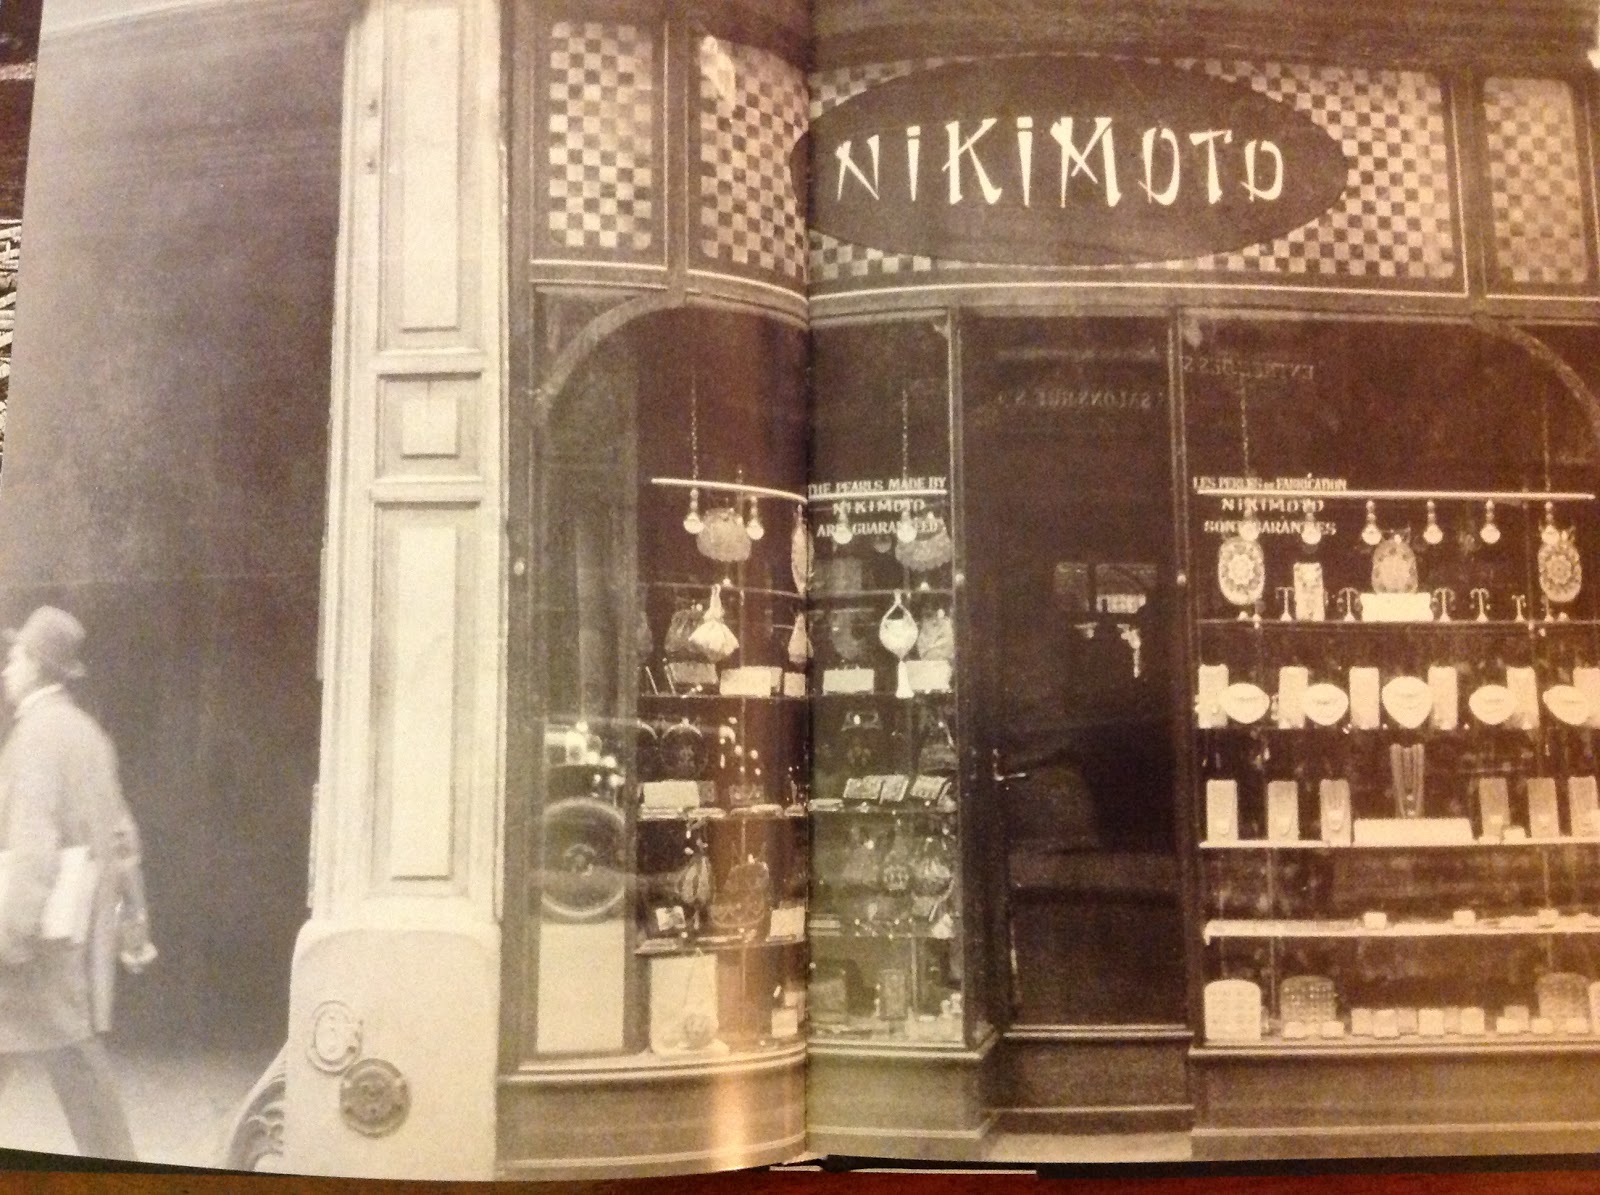 NIKIMOTO
THE PEARLS MADE BY
NIKIMOTO
ARE GUARANTEED
LES PERLES DE FABRICATION
NIKIMOTO
SONT GARANTIES